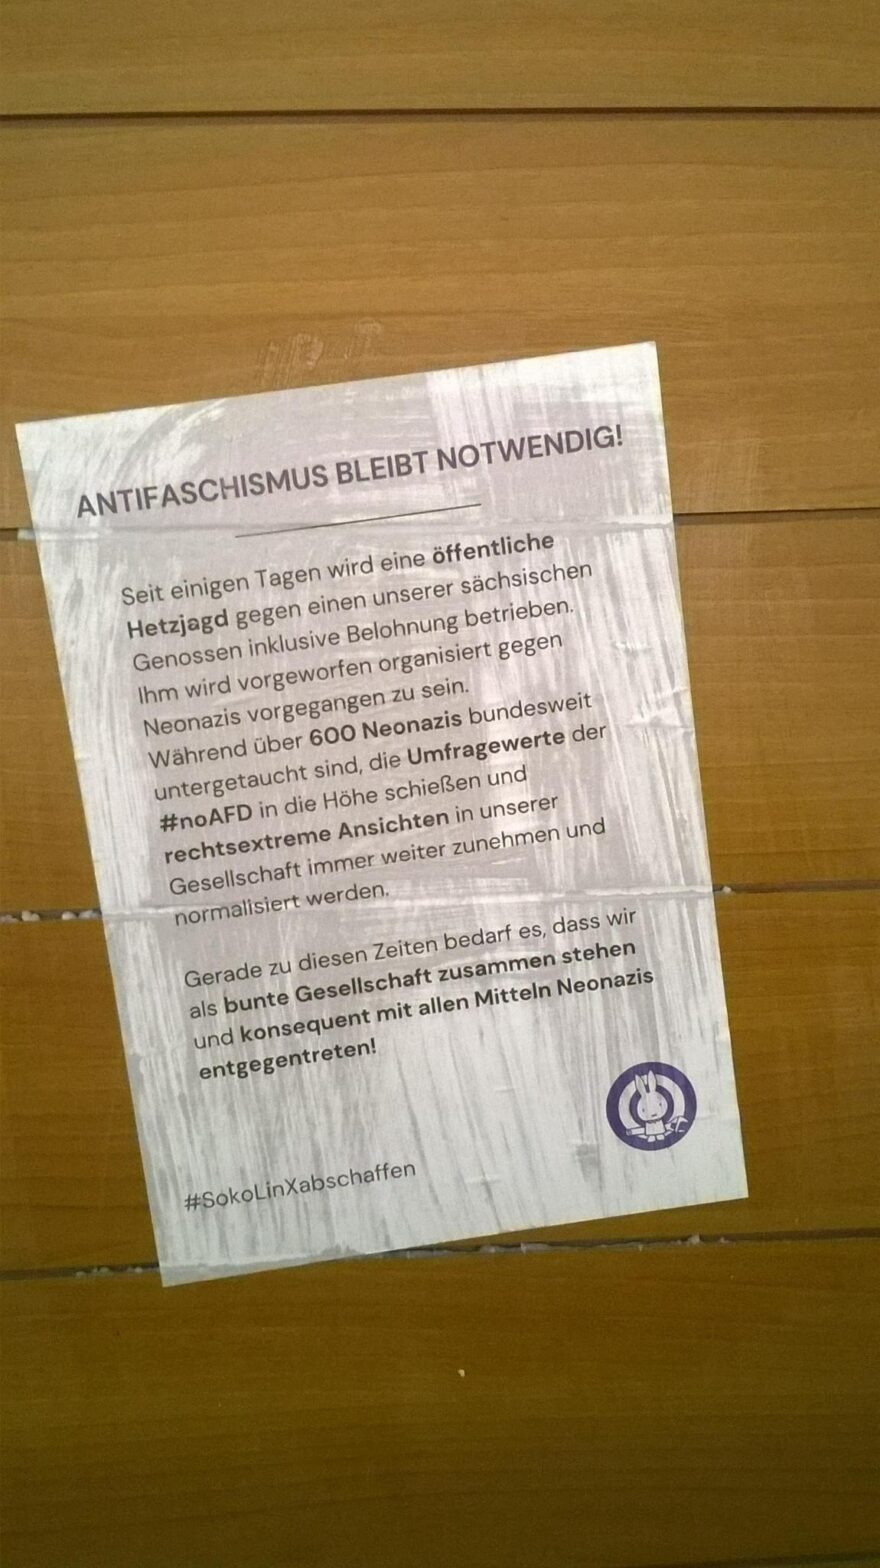 ANTIFASCHISMUS BLEIBT NOTWENDIG!
Seit einigen Tagen wird eine öffentliche
Hetzjagd gegen einen unserer sächsischen
Genossen inklusive Belohnung betrieben.
Ihm wird vorgeworfen organisiert gegen
Neonazis vorgegangen zu sein.
Während über 600 Neonazis bundesweit
untergetaucht sind, die Umfragewerte der
#noAFD in die Höhe schießen und
rechtsextreme Ansichten in unserer
Gesellschaft immer weiter zunehmen und
normalisiert werden.
Gerade zu diesen Zeiten bedarf es, dass wir
als bunte Gesellschaft zusammen stehen
und konsequent mit allen Mitteln Neonazis
entgegentreten!
#SokoLinXabschaffen